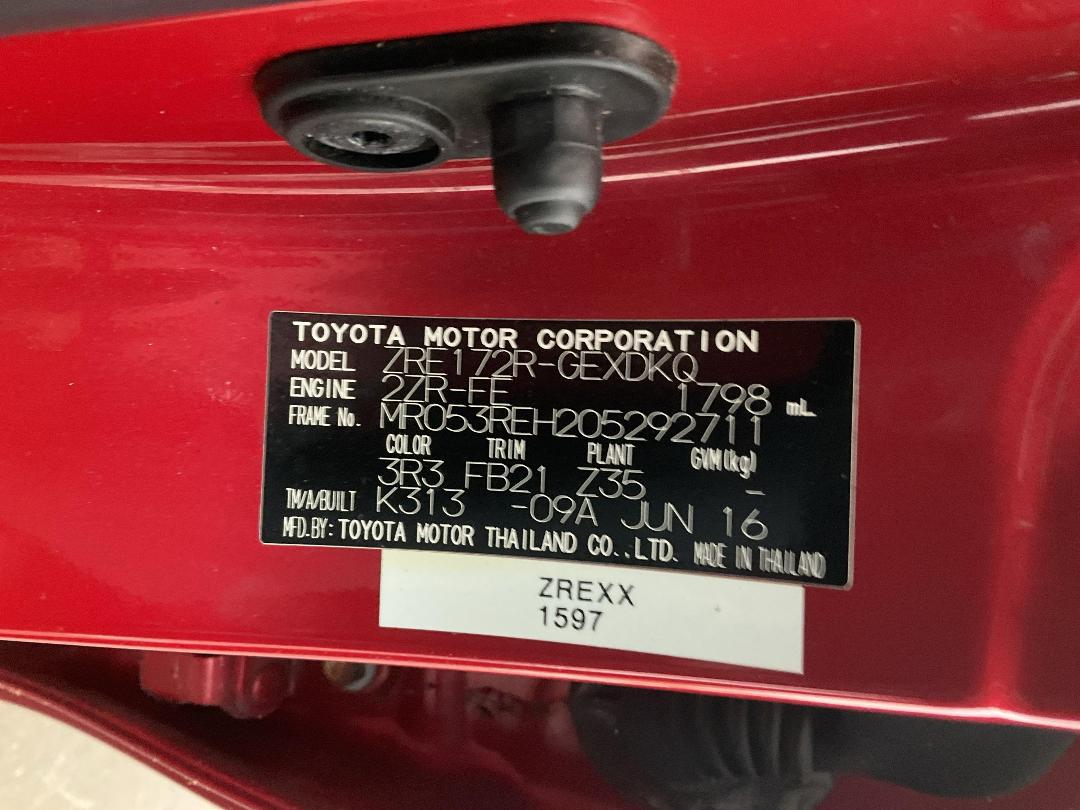 TOYOTA MOTOR CORPORATION
MODEL ZRE172R-GEXDKQ
ENGINE 2ZR-FE 1798 mL
FRAME No. MR053REH205292711
COLOR TRIM PLANT GVM(kg)
3R3 FB21 Z35 –
TM/A/BUILT K313 -09A JUN 16
MFD.BY: TOYOTA MOTOR THAILAND CO.,LTD. MADE IN THAILAND
ZREXX
1597